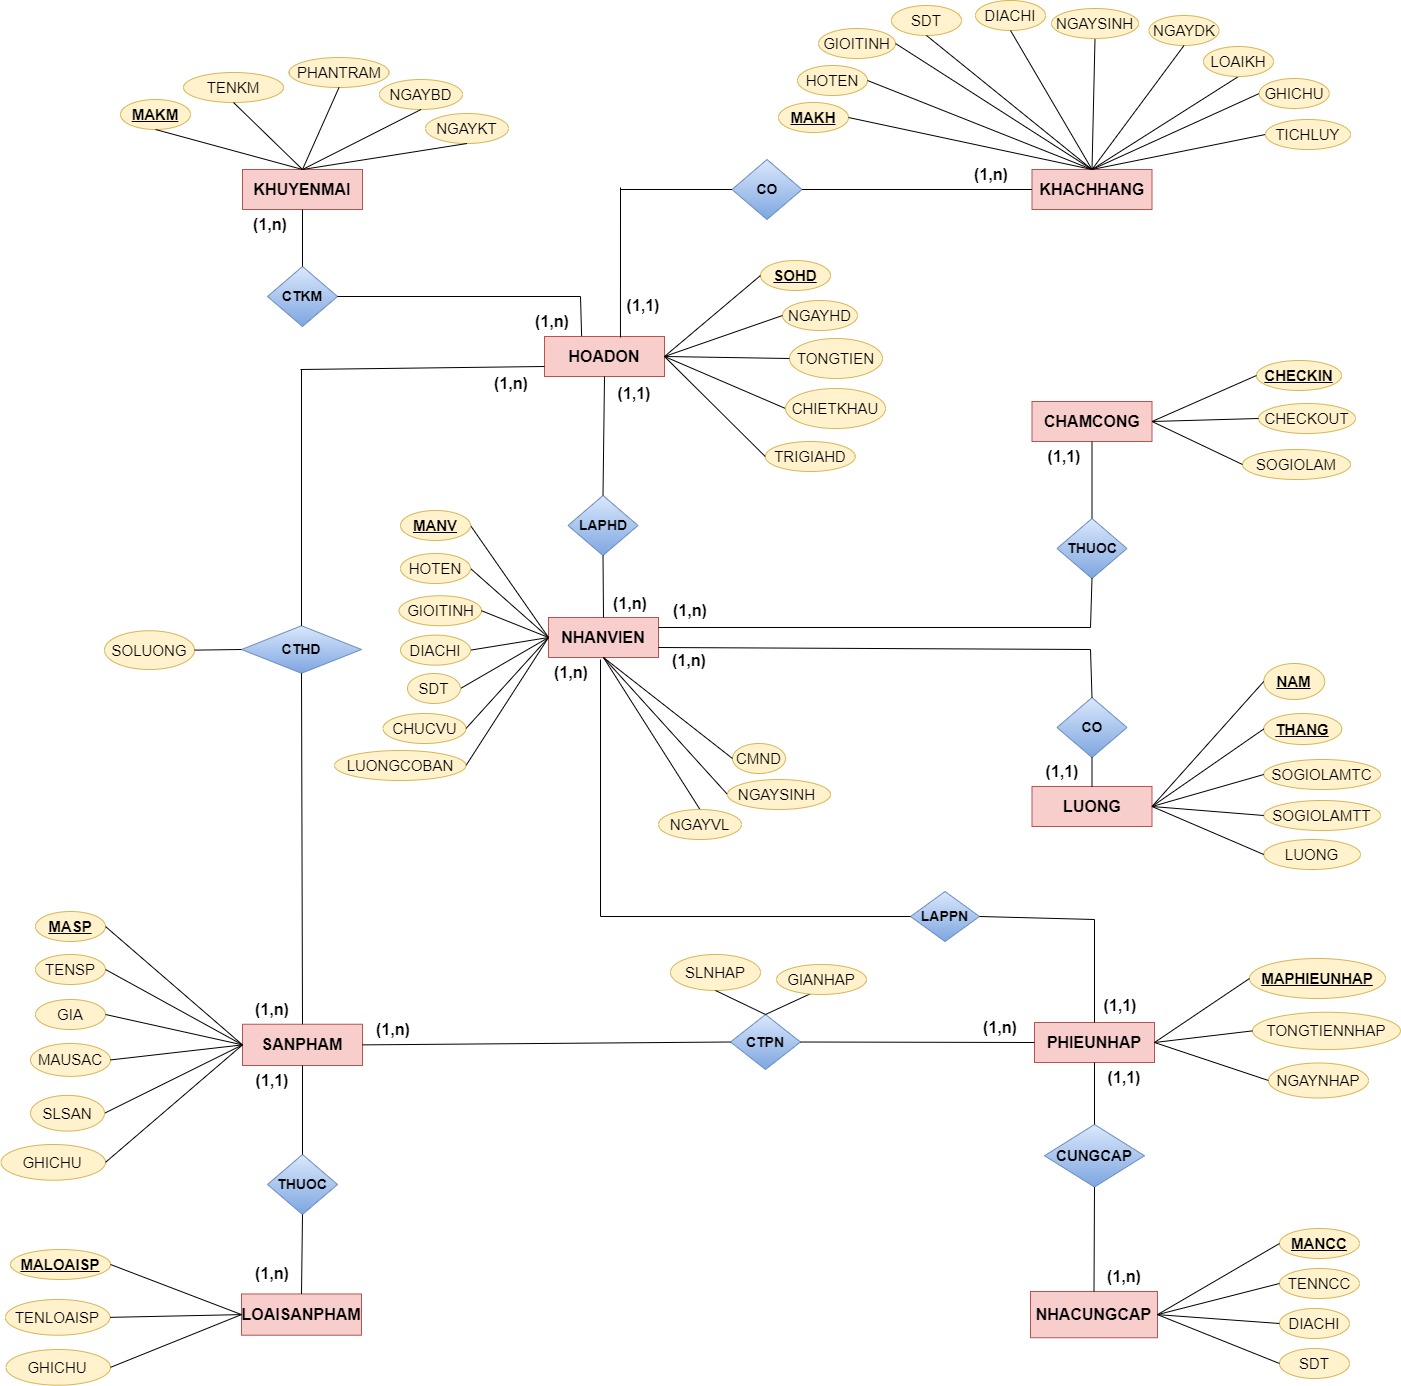 SDT
DIACHI
NGAYSINH
NGAYDK
GIOITINH
LOAIKH
HOTEN
GHICHU
MAKH
TICHLUY
PHANTRAM
TENKM
NGAYBD
MAKM
NGAYKT
KHUYENMAI
CO
(1,n)
KHACHHANG
(1,n)
CTKM
(1,n)
(1,1)
SOHD
NGAYHD
HOADON
TONGTIEN
(1,n)
(1,1)
CHIETKHAU
TRIGIAHD
CHECKIN
CHAMCONG
CHECKOUT
(1,1)
SOGIOLAM
MANV
LAPHD
THUOC
HOTEN
GIOITINH
(1,n)
(1,n)
NHANVIEN
DIACHI
(1,n)
(1,n)
SDT
CHUCVU
LUONGCOBAN
CMND
NGAYSINH
NGAYVL
SOLUONG
CTHD
NAM
CO
THANG
(1,1)
SOGIOLAMTC
LUONG
SOGIOLAMTT
LUONG
LAPPN
MASP
TENSP
GIA
MAUSAC
SLSAN
GHICHU
(1,n)
SANPHAM
(1,n)
(1,1)
SLNHAP
GIANHAP
CTPN
(1,n)
(1,1)
PHIEUNHAP
(1,1)
MAPHIEUNHAP
TONGTIENNHAP
NGAYNHAP
THUOC
CUNGCAP
MALOAISP
(1,n)
TENLOAISP
LOAISANPHAM
GHICHU
(1,n)
NHACUNGCAP
MANCC
TENNCC
DIACHI
SDT